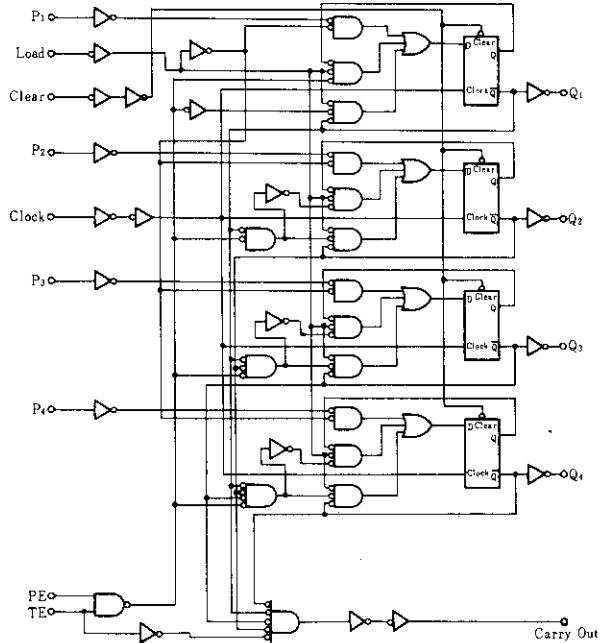 P1
Load
Clear
D Clear
Q
Clock Q
Q1
P2
Clock
D Clear
Q
Clock Q
Q2
P3
D Clear
Q
Clock Q
Q3
P4
D Clear
Q
Clock Q
Q4
PE
TE
Carry Out